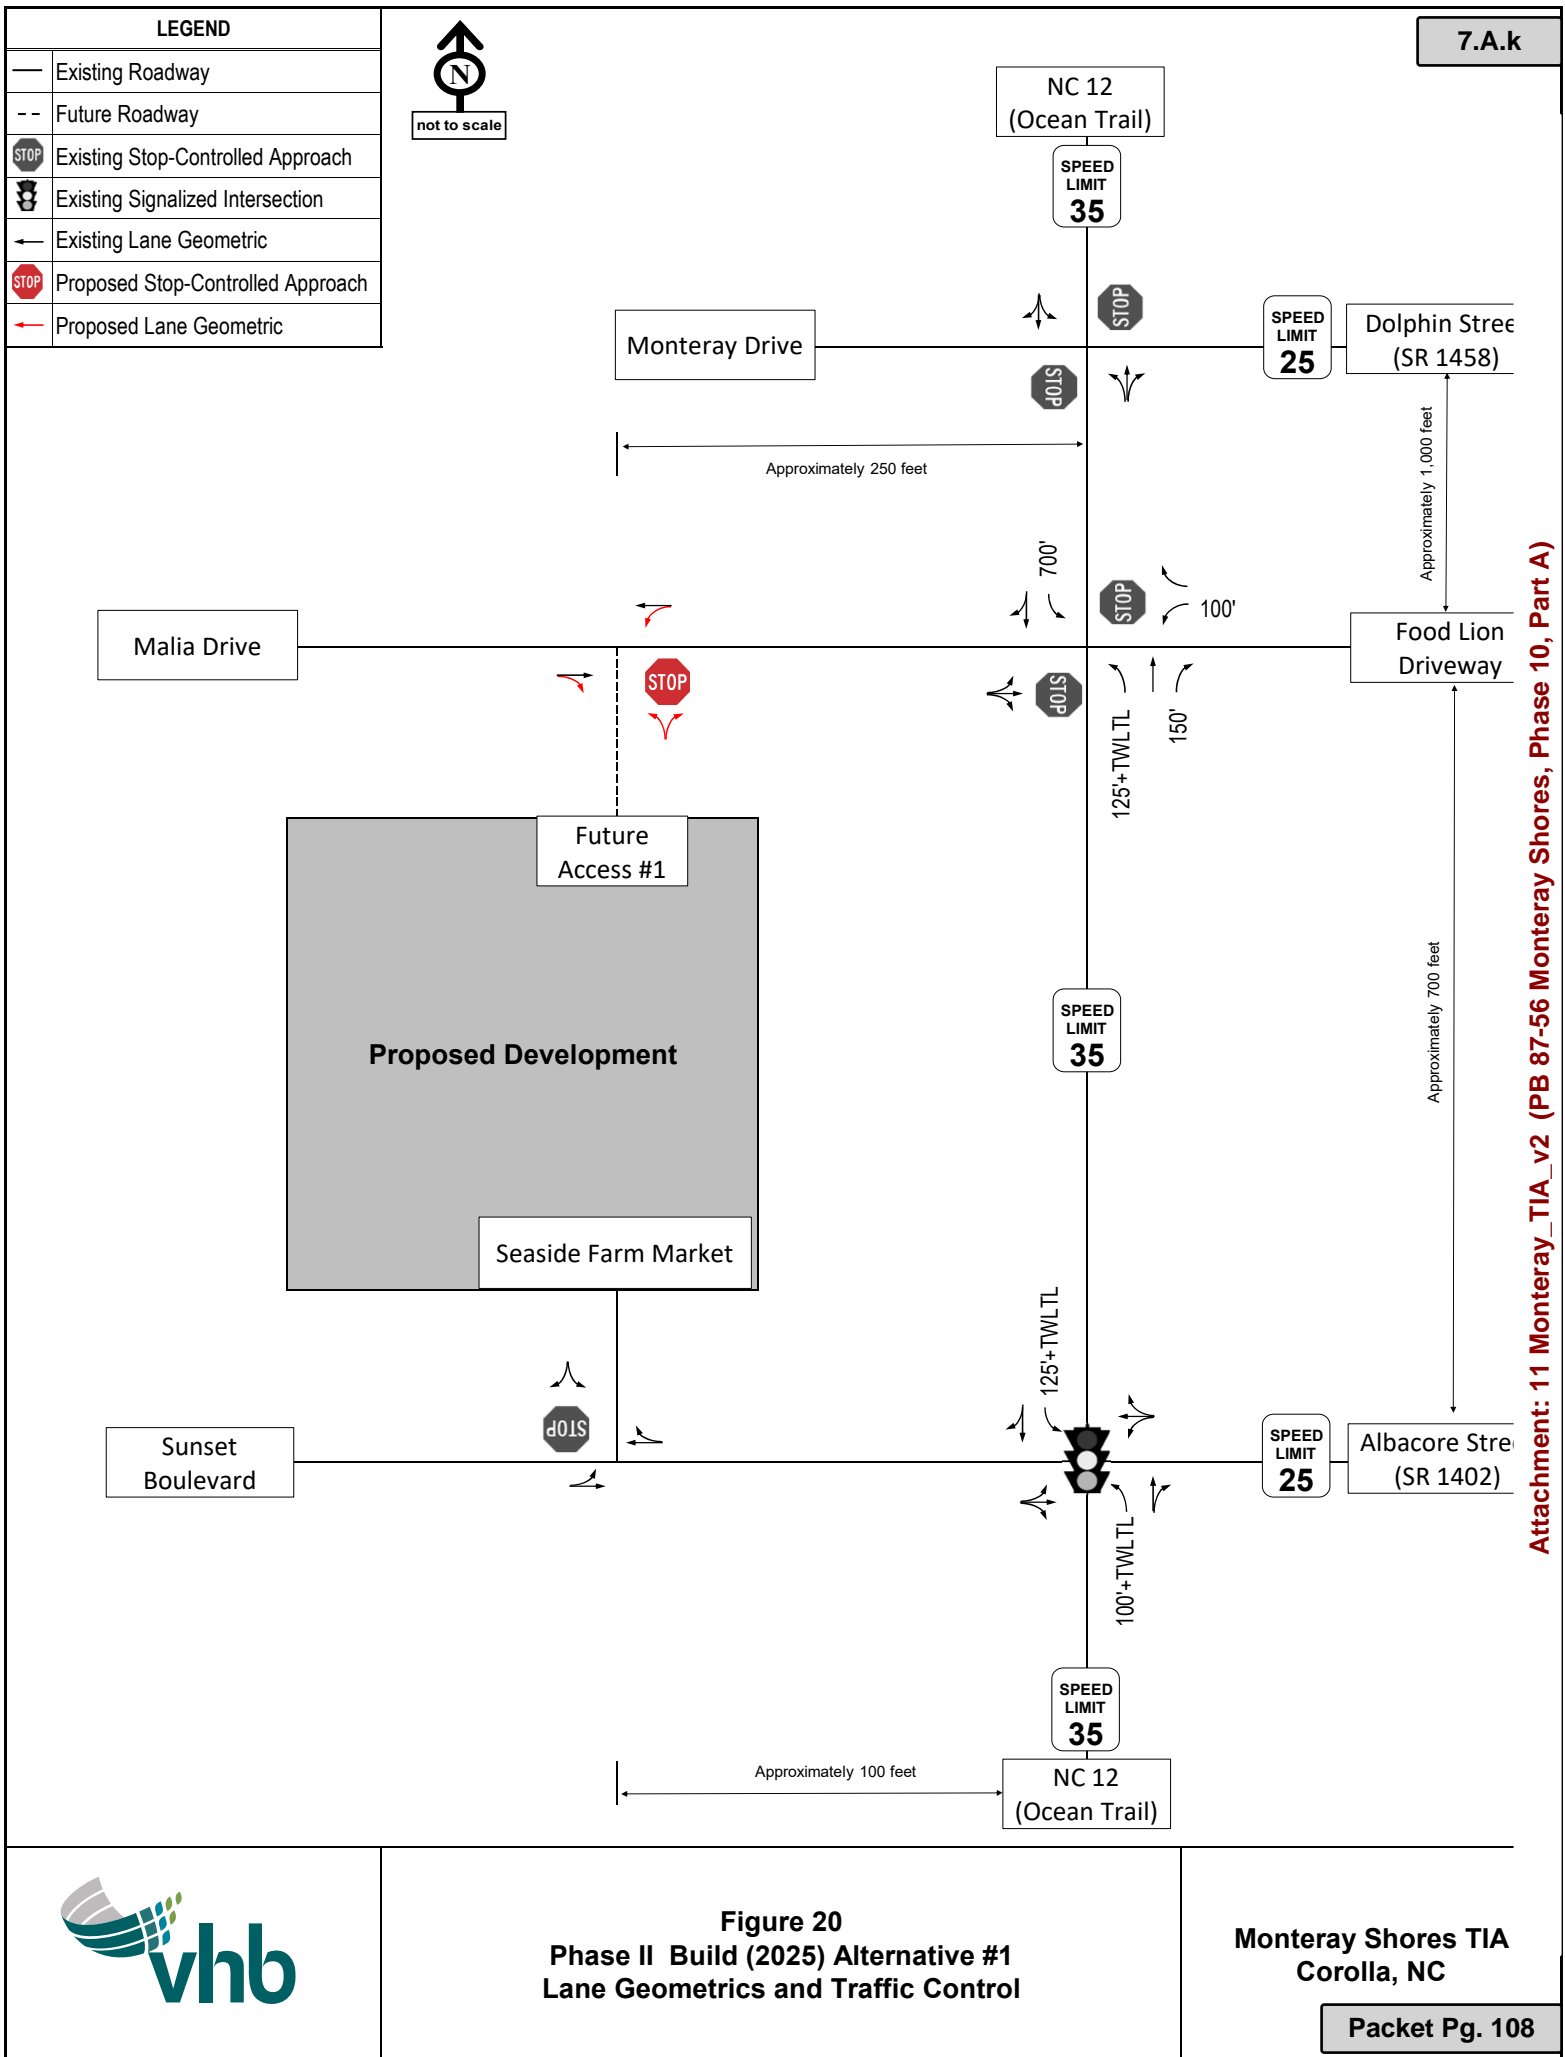 7.A.k
LEGEND
Existing Roadway
Future Roadway
STOP Existing Stop-Controlled Approach
Existing Signalized Intersection
Existing Lane Geometric
STOP Proposed Stop-Controlled Approach
Proposed Lane Geometric
N
not to scale
NC 12
(Ocean Trail)
SPEED
LIMIT
35
STOP
Monteray Drive
SPEED
LIMIT
25
Dolphin Stree
(SR 1458)
STOP
Approximately 250 feet
Approximately 1,000 feet
700'
STOP
100'
Malia Drive
Food Lion
Driveway
STOP
STOP
125'+TWLTL
150'
Future
Access #1
Proposed Development
SPEED
LIMIT
35
Approximately 700 feet
Seaside Farm Market
125'+TWLTL
STOP
Sunset
Boulevard
SPEED
LIMIT
25
Albacore Stre
(SR 1402)
100'+TWLTL
SPEED
LIMIT
35
Approximately 100 feet
NC 12
(Ocean Trail)
Attachment: 11 Monteray_TIA_v2 (PB 87-56 Monteray Shores, Phase 10, Part A)
vhb
Figure 20
Phase II Build (2025) Alternative #1
Lane Geometrics and Traffic Control
Monteray Shores TIA
Corolla, NC
Packet Pg. 108